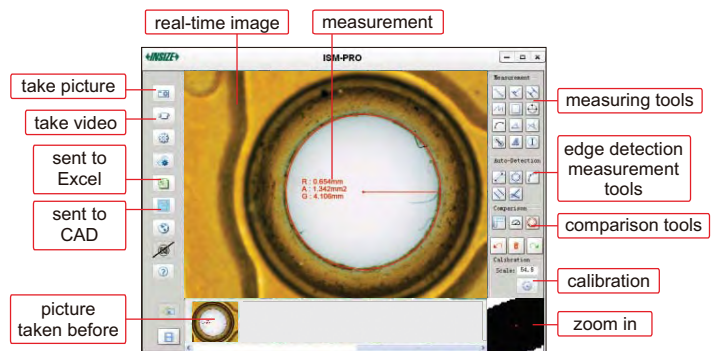 real-time image
measurement
INSIZE
ISM-PRO
take picture
take video
sent to
Excel
sent to
CAD
picture
taken before
R : 0.654mm
A : 1.342mm2
G : 4.106mm
Measurement
Auto-Detection
Comparison
Calibration
Scale: 54.8
measuring tools
edge detection
measurement
tools
comparison tools
calibration
zoom in